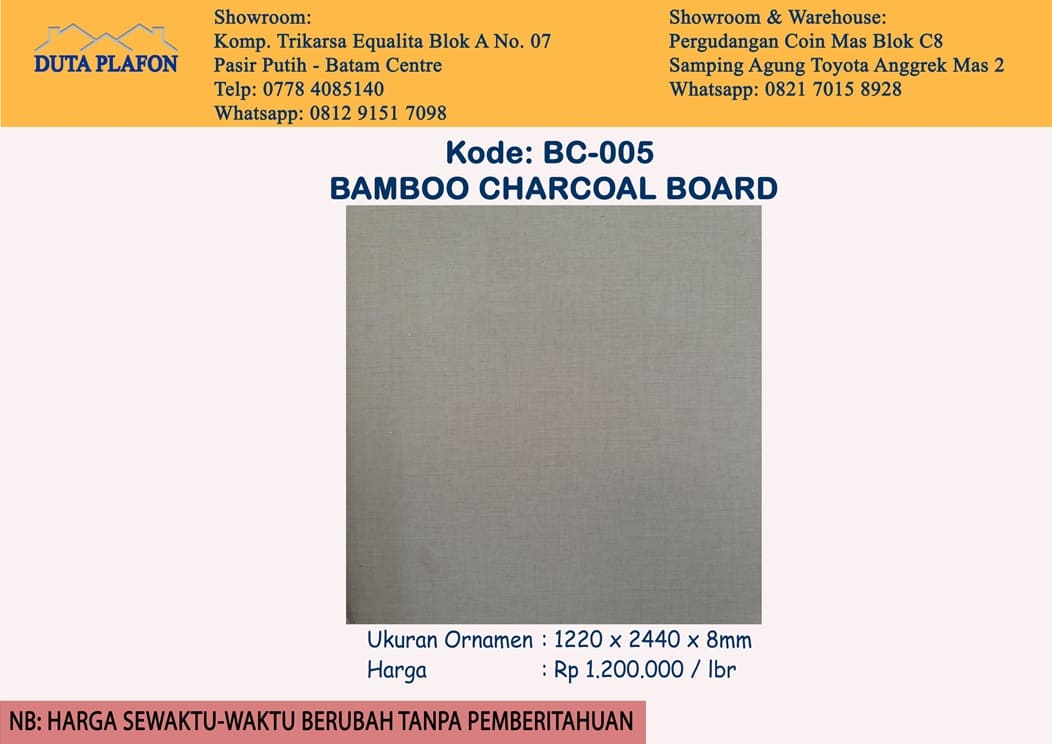 DUTA PLAFON
Showroom:
Komp. Trikarsa Equalita Blok A No. 07
Pasir Putih - Batam Centre
Telp: 0778 4085140
Whatsapp: 0812 9151 7098
Showroom & Warehouse:
Pergudangan Coin Mas Blok C8
Samping Agung Toyota Anggrek Mas 2
Whatsapp: 0821 7015 8928
Kode: BC-005
BAMBOO CHARCOAL BOARD
Ukuran Ornamen : 1220 x 2440 x 8mm
Harga : Rp 1.200.000 / lbr
NB: HARGA SEWAKTU-WAKTU BERUBAH TANPA PEMBERITAHUAN